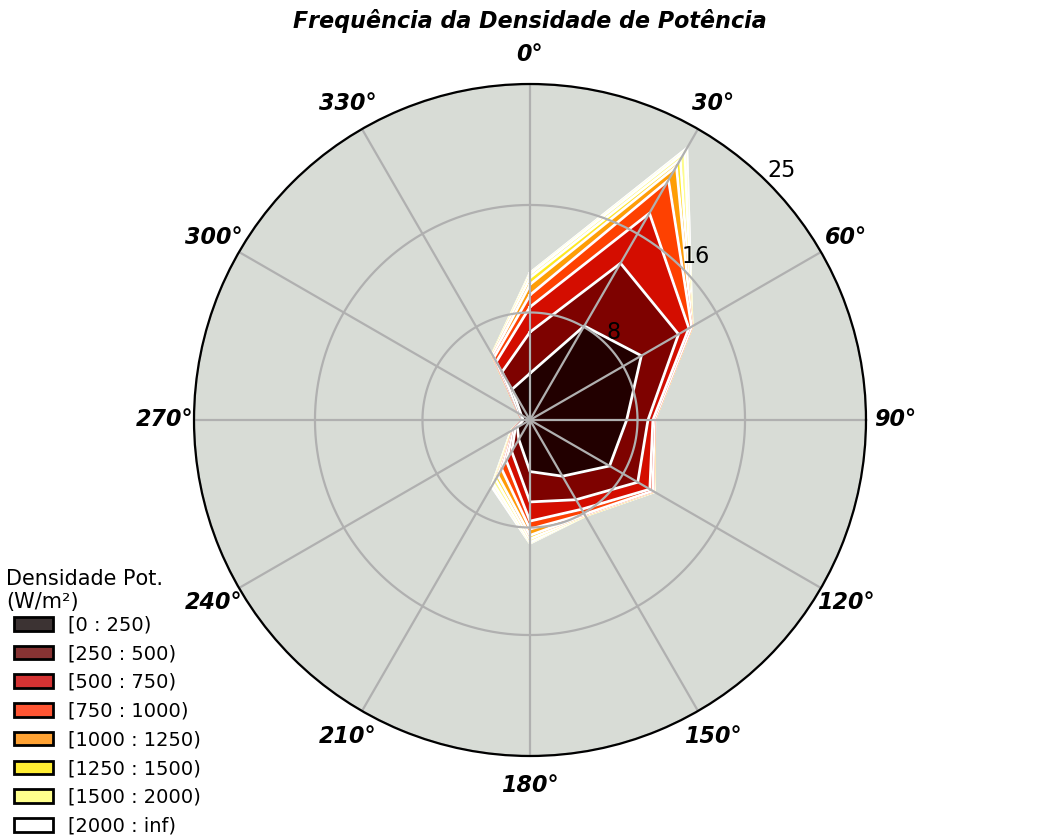 Frequência da Densidade de Potência
0°
330°
30°
25
300°
60°
16
8
270°
90°
Densidade Pot.
(W/m²)
240°
120°
[0 : 250)
[250 : 500)
[500 : 750)
[750 : 1000)
[1000 : 1250)
[1250 : 1500)
[1500 : 2000)
[2000 : inf)
210°
150°
180°